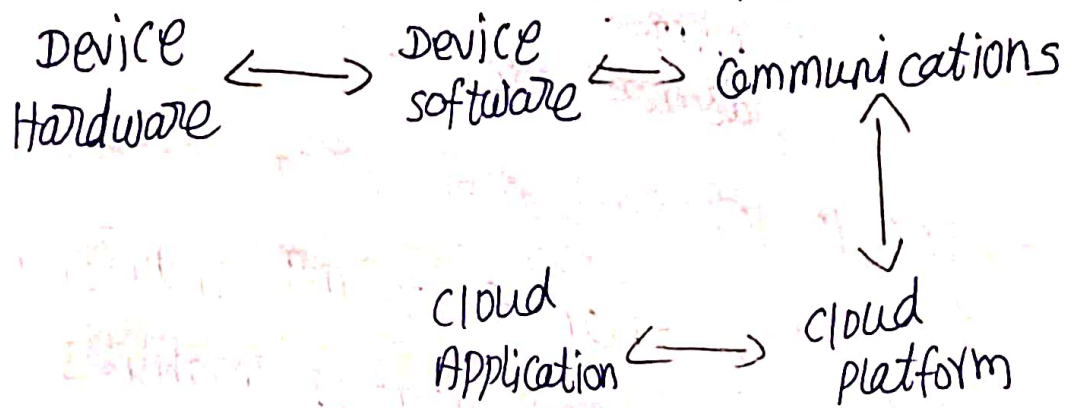 Device
Hardware
Device
software
Communications
Cloud
Application
Cloud
platform